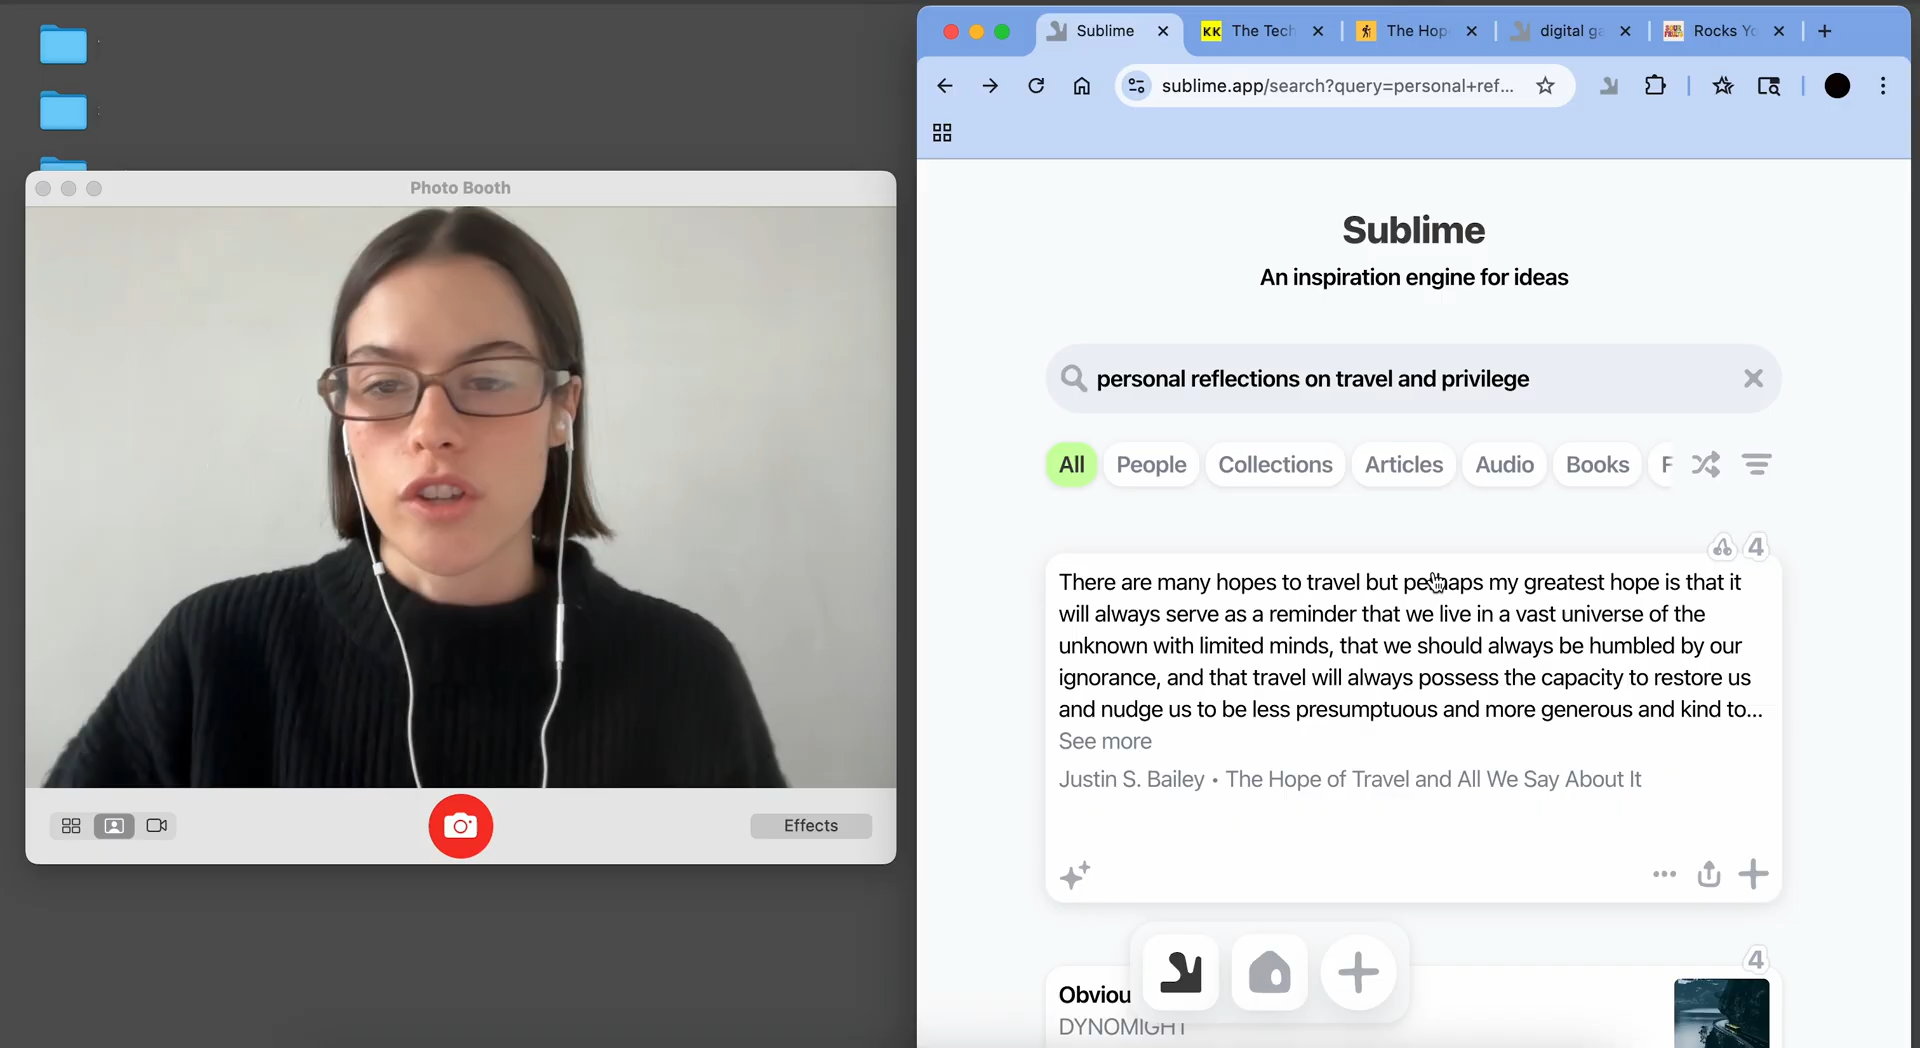 Photo Booth
Effects
Sublime
KK
The Tech
The Hop
digital ga
Rocks Yo
sublime.app/search?query=personal+ref...
Sublime
An inspiration engine for ideas
personal reflections on travel and privilege
All
People
Collections
Articles
Audio
Books
F
4
There are many hopes to travel but perhaps my greatest hope is that it
will always serve as a reminder that we live in a vast universe of the
unknown with limited minds, that we should always be humbled by our
ignorance, and that travel will always possess the capacity to restore us
and nudge us to be less presumptuous and more generous and kind to...
See more
Justin S. Bailey • The Hope of Travel and All We Say About It
4
Obviou
DYNOMIGHT